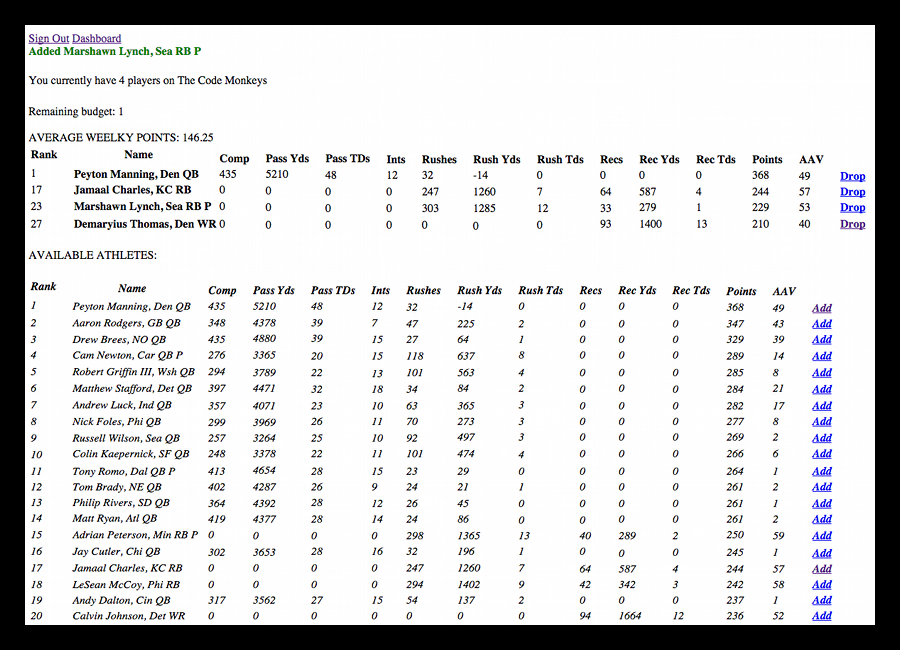 Sign Out Dashboard
Added Marshawn Lynch, Sea RB P
You currently have 4 players on The Code Monkeys
Remaining budget: 1
AVERAGE WEELKY POINTS: 146.25
Rank Name Comp Pass Yds Pass TDs Ints Rushes Rush Yds Rush Tds Recs Rec Yds Rec Tds Points AAV
1 Peyton Manning, Den QB 435 5210 48 12 32 -14 0 0 0 0 368 49 Drop
17 Jamaal Charles, KC RB 0 0 0 0 247 1260 7 64 587 4 244 57 Drop
23 Marshawn Lynch, Sea RB P 0 0 0 0 303 1285 12 33 279 1 229 53 Drop
27 Demaryius Thomas, Den WR 0 0 0 0 0 0 0 93 1400 13 210 40 Drop
AVAILABLE ATHLETES:
Rank Name Comp Pass Yds Pass TDs Ints Rushes Rush Yds Rush Tds Recs Rec Yds Rec Tds Points AAV
1 Peyton Manning, Den QB 435 5210 48 12 32 -14 0 0 0 0 368 49 Add
2 Aaron Rodgers, GB QB 348 4378 39 7 47 225 2 0 0 0 347 43 Add
3 Drew Brees, NO QB 435 4880 39 15 27 64 1 0 0 0 329 39 Add
4 Cam Newton, Car QB P 276 3365 20 15 118 637 8 0 0 0 289 14 Add
5 Robert Griffin III, Wsh QB 294 3789 22 13 101 563 4 0 0 0 285 8 Add
6 Matthew Stafford, Det QB 397 4471 32 18 34 84 2 0 0 0 284 21 Add
7 Andrew Luck, Ind QB 357 4071 23 10 63 365 3 0 0 0 282 17 Add
8 Nick Foles, Phi QB 299 3969 26 11 70 273 3 0 0 0 277 8 Add
9 Russell Wilson, Sea QB 257 3264 25 10 92 497 3 0 0 0 269 2 Add
10 Colin Kaepernick, SF QB 248 3378 22 11 101 474 4 0 0 0 266 6 Add
11 Tony Romo, Dal QB P 413 4654 28 15 23 29 0 0 0 0 264 1 Add
12 Tom Brady, NE QB 402 4287 26 9 24 21 1 0 0 0 261 2 Add
13 Philip Rivers, SD QB 364 4392 28 12 26 45 0 0 0 0 261 1 Add
14 Matt Ryan, Atl QB 419 4377 28 14 24 86 0 0 0 0 261 2 Add
15 Adrian Peterson, Min RB P 0 0 0 0 298 1365 13 40 289 2 250 59 Add
16 Jay Cutler, Chi QB 302 3653 28 16 32 196 1 0 0 0 245 1 Add
17 Jamaal Charles, KC RB 0 0 0 0 247 1260 7 64 587 4 244 57 Add
18 LeSean McCoy, Phi RB 0 0 0 0 294 1402 9 42 342 3 242 58 Add
19 Andy Dalton, Cin QB 317 3562 27 15 54 137 2 0 0 0 237 1 Add
20 Calvin Johnson, Det WR 0 0 0 0 0 0 0 94 1664 12 236 52 Add